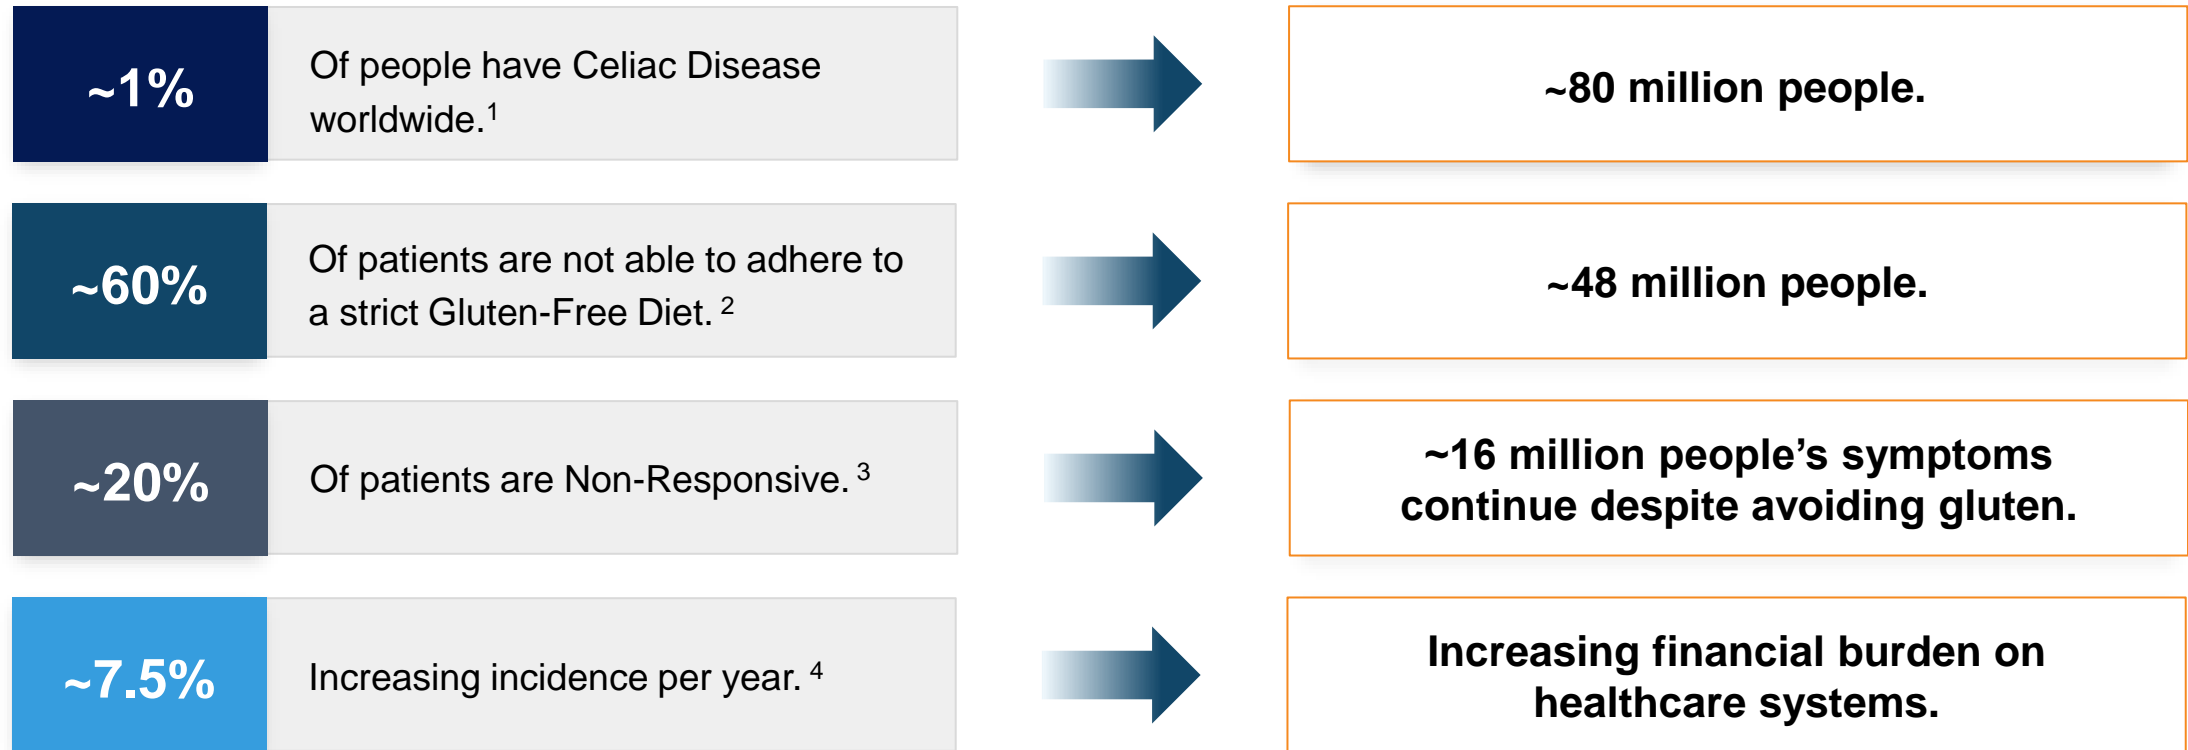 ~1%
Of people have Celiac Disease
worldwide.¹
~80 million people.
~60%
Of patients are not able to adhere to
a strict Gluten-Free Diet. ²
~48 million people.
~20%
Of patients are Non-Responsive. ³
~16 million people’s symptoms
continue despite avoiding gluten.
~7.5%
Increasing incidence per year. ⁴
Increasing financial burden on
healthcare systems.